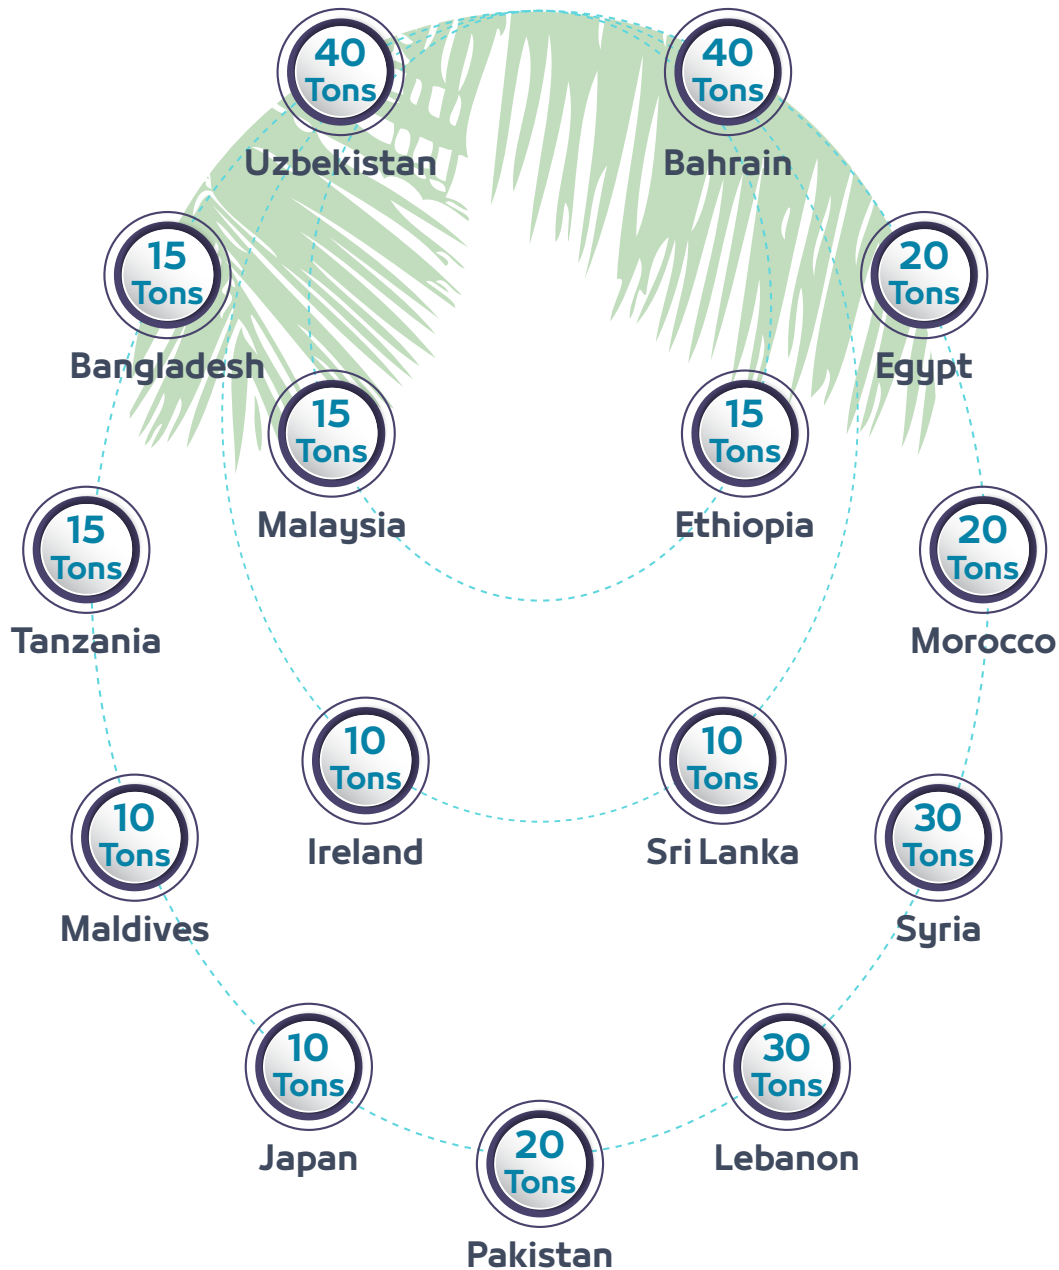 40
Tons
Uzbekistan
40
Tons
Bahrain
15
Tons
Bangladesh
20
Tons
Egypt
15
Tons
Malaysia
15
Tons
Ethiopia
15
Tons
Tanzania
20
Tons
Morocco
10
Tons
Ireland
10
Tons
Sri Lanka
10
Tons
Maldives
30
Tons
Syria
10
Tons
Japan
30
Tons
Lebanon
20
Tons
Pakistan